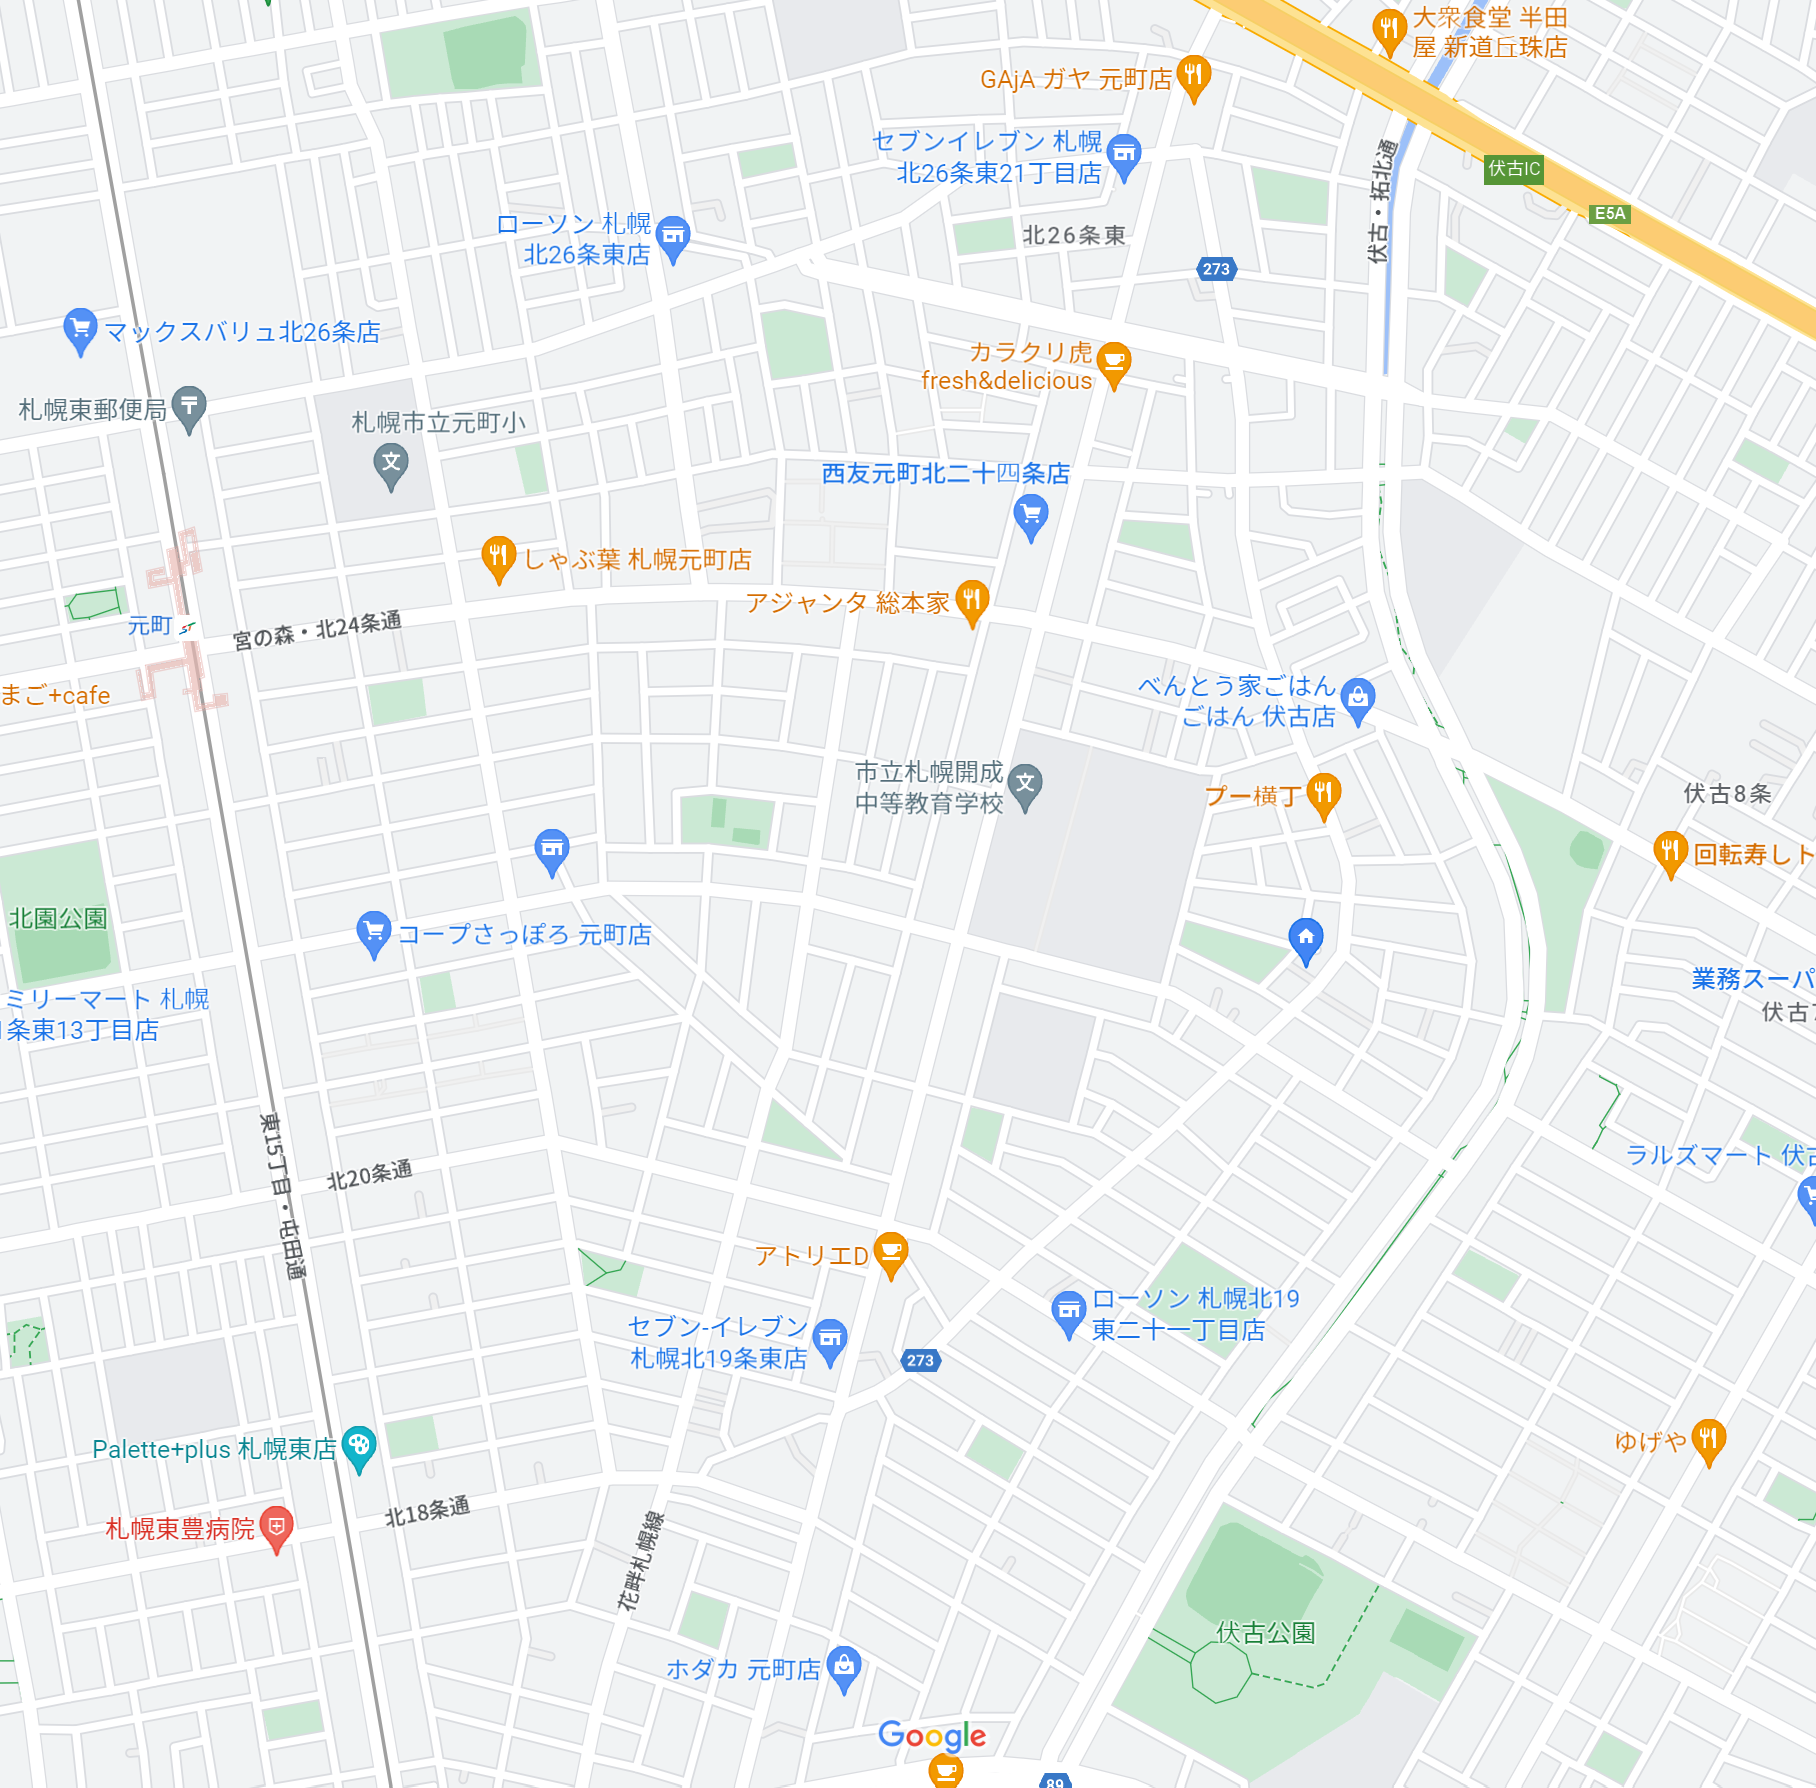 大衆食堂 半田
屋 新道丘珠店
GAjA ガヤ 元町店
セブンイレブン 札幌
北26条東21丁目店
伏古・拓北通
伏古IC
E5A
ローソン 札幌
北26条東店
北26条東
273
マックスバリュ北26条店
カラクリ虎
fresh&delicious
札幌東郵便局
札幌市立元町小
西友元町北二十四条店
しゃぶ葉 札幌元町店
アジャンタ 総本家
元町
宮の森・北24条通
まご+cafe
べんとう家ごはん
ごはん 伏古店
市立札幌開成
中等教育学校
プー横丁
伏古8条
回転寿しト
北園公園
コープさっぽろ 元町店
業務スーパ
伏古7
ミリーマート 札幌
条東13丁目店
東15丁目・屯田通
北20条通
ラルズマート 伏古
アトリエD
ローソン 札幌北19
東二十一丁目店
セブン-イレブン
札幌北19条東店
273
Palette+plus 札幌東店
ゆげや
北18条通
札幌東豊病院
花畔札幌線
伏古公園
ホダカ 元町店
Google
89